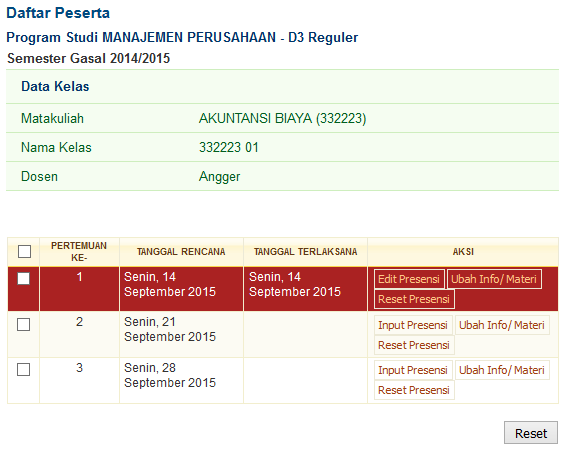 Daftar Peserta
Program Studi MANAJEMEN PERUSAHAAN - D3 Reguler
Semester Gasal 2014/2015
Data Kelas
Matakuliah AKUNTANSI BIAYA (332223)
Nama Kelas 332223 01
Dosen Angger
PERTEMUAN KE- TANGGAL RENCANA TANGGAL TERLAKSANA AKSI
1 Senin, 14 Senin, 14 Edit Presensi Ubah Info/ Materi
September 2015 September 2015 Reset Presensi
2 Senin, 21 Input Presensi Ubah Info/ Materi
September 2015 Reset Presensi
3 Senin, 28 Input Presensi Ubah Info/ Materi
September 2015 Reset Presensi
Reset